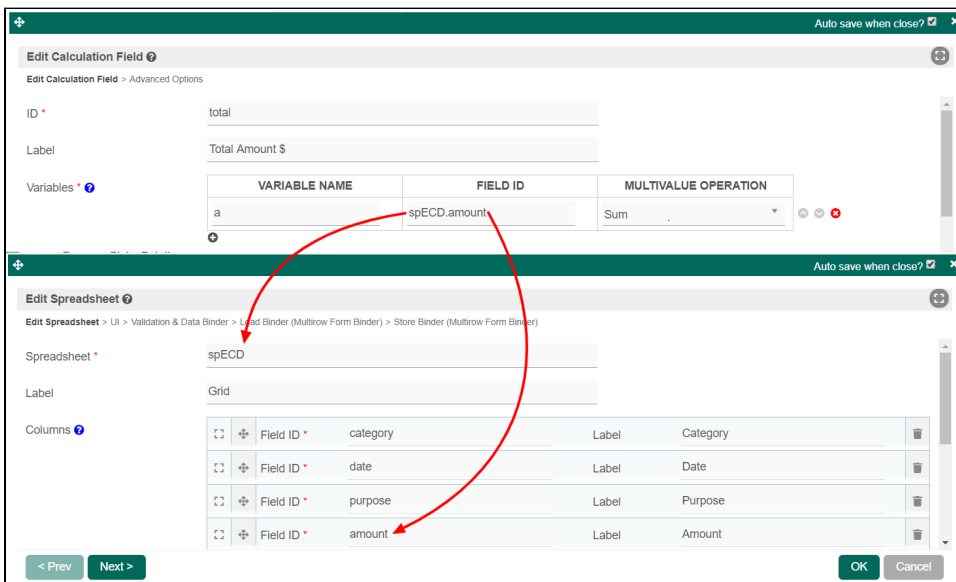 Auto save when close?
Edit Calculation Field
Edit Calculation Field > Advanced Options
ID *
total
Label
Total Amount $
Variables *
VARIABLE NAME FIELD ID MULTIVALUE OPERATION
a spECD.amount Sum
Auto save when close?
Edit Spreadsheet
Edit Spreadsheet > UI > Validation & Data Binder > Load Binder (Multirow Form Binder) > Store Binder (Multirow Form Binder)
Spreadsheet *
spECD
Label
Grid
Columns
Field ID * category Label Category
Field ID * date Label Date
Field ID * purpose Label Purpose
Field ID * amount Label Amount
< Prev Next > OK Cancel